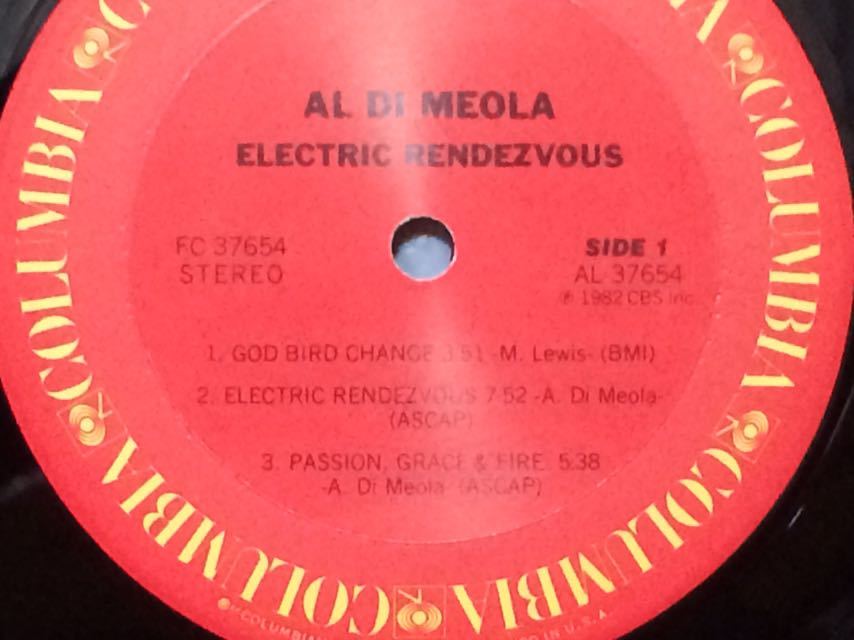 AL DI MEOLA
ELECTRIC RENDEZVOUS
FC 37654
STEREO
SIDE 1
AL 37654
℗ 1982 CBS Inc.
1. GOD BIRD CHANGE 3:51 -M. Lewis- (BMI)
2. ELECTRIC RENDEZVOUS 7:52 -A. Di Meola-
(ASCAP)
3. PASSION, GRACE & FIRE 5:38
-A. Di Meola- (ASCAP)
COLUMBIA
COLUMBIA
COLUMBIA
COLUMBIA
COLUMBIA
COLUMBIA
IN U.S.A.